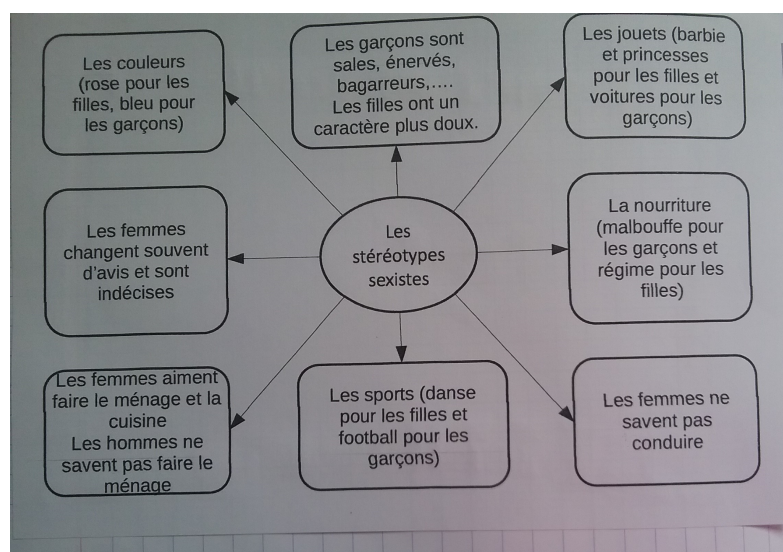 Les couleurs
(rose pour les
filles, bleu pour
les garçons)
Les garçons sont
sales, énervés,
bagarreurs,....
Les filles ont un
caractère plus doux.
Les jouets (barbie
et princesses
pour les filles et
voitures pour les
garçons)
Les femmes
changent souvent
d'avis et sont
indécises
Les
stéréotypes
sexistes
La nourriture
(malbouffe pour
les garçons et
régime pour les
filles)
Les femmes aiment
faire le ménage et la
cuisine
Les hommes ne
savent pas faire le
ménage
Les sports (danse
pour les filles et
football pour les
garçons)
Les femmes ne
savent pas
conduire